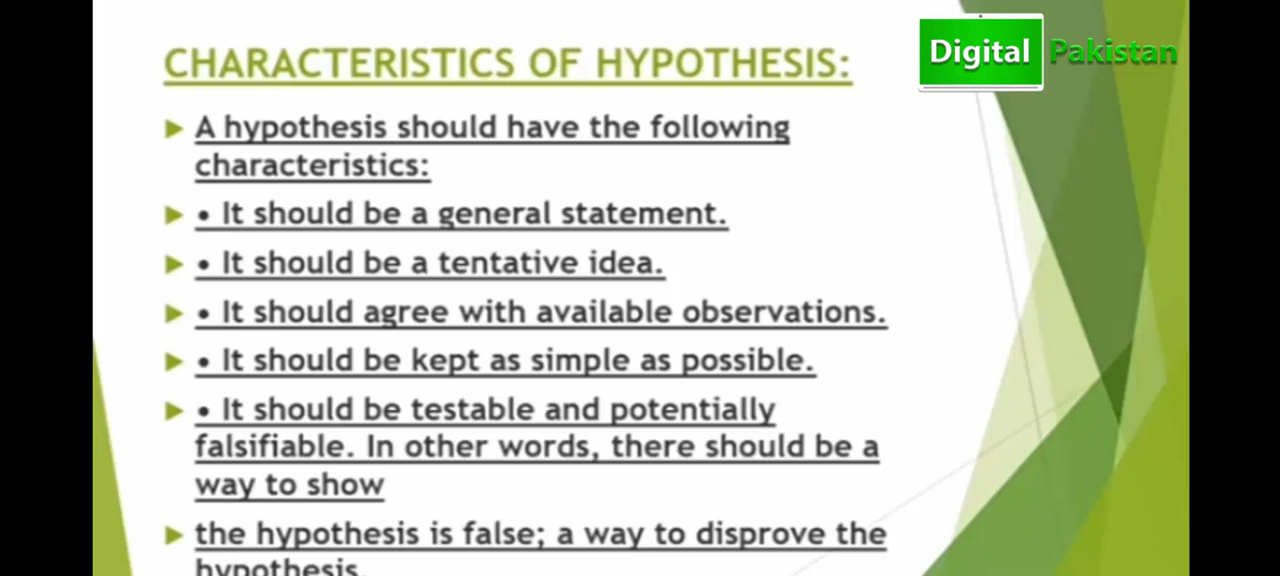 Digital Pakistan
CHARACTERISTICS OF HYPOTHESIS:
A hypothesis should have the following
characteristics:
• It should be a general statement.
• It should be a tentative idea.
• It should agree with available observations.
• It should be kept as simple as possible.
• It should be testable and potentially
falsifiable. In other words, there should be a
way to show
the hypothesis is false; a way to disprove the
hypothesis.